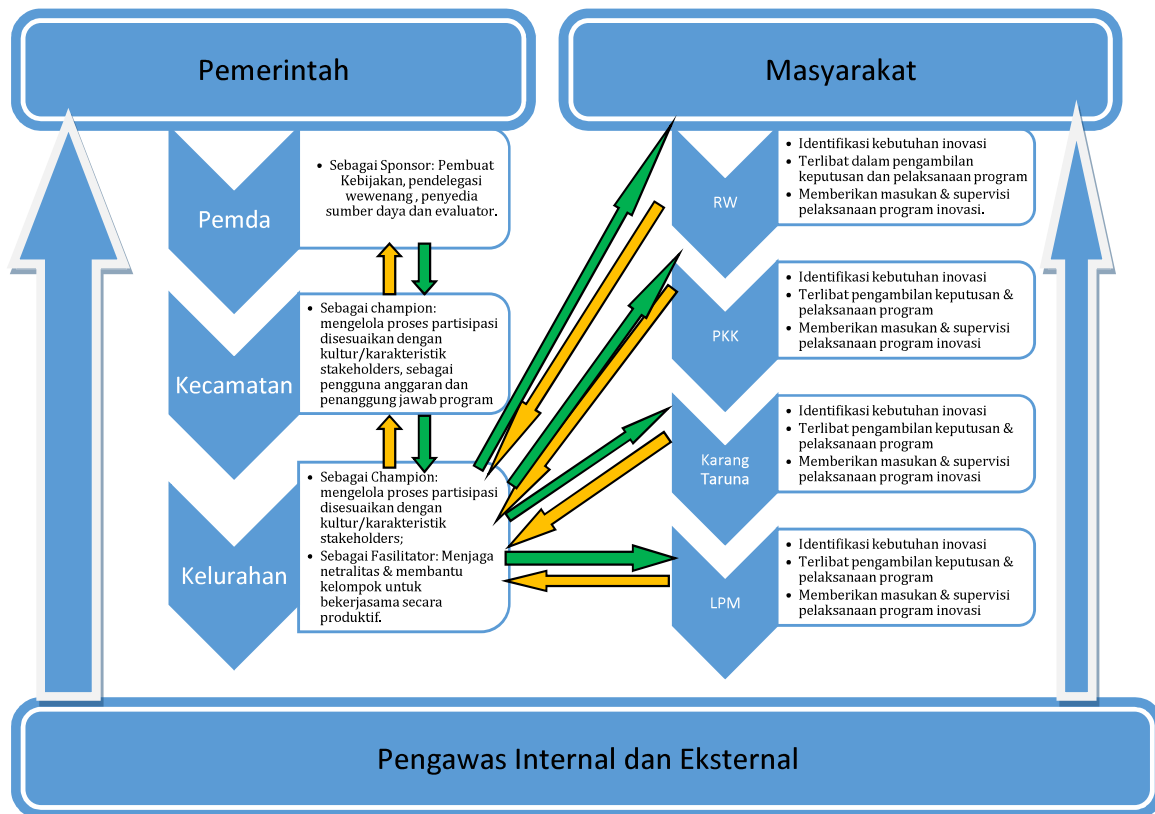 Pemerintah
Pemda
• Sebagai Sponsor: Pembuat
Kebijakan, pendelegasi
wewenang , penyedia
sumber daya dan evaluator.
Kecamatan
• Sebagai champion:
mengelola proses partisipasi
disesuaikan dengan
kultur/karakteristik
stakeholders, sebagai
pengguna anggaran dan
penanggung jawab program
Kelurahan
• Sebagai Champion:
mengelola proses partisipasi
disesuaikan dengan
kultur/karakteristik
stakeholders;
• Sebagai Fasilitator: Menjaga
netralitas & membantu
kelompok untuk
bekerjasama secara
produktif.
Masyarakat
RW
• Identifikasi kebutuhan inovasi
• Terlibat dalam pengambilan
keputusan dan pelaksanaan program
• Memberikan masukan & supervisi
pelaksanaan program inovasi.
PKK
• Identifikasi kebutuhan inovasi
• Terlibat pengambilan keputusan &
pelaksanaan program
• Memberikan masukan & supervisi
pelaksanaan program inovasi
Karang
Taruna
• Identifikasi kebutuhan inovasi
• Terlibat pengambilan keputusan &
pelaksanaan program
• Memberikan masukan & supervisi
pelaksanaan program inovasi
LPM
• Identifikasi kebutuhan inovasi
• Terlibat pengambilan keputusan &
pelaksanaan program
• Memberikan masukan & supervisi
pelaksanaan program inovasi
Pengawas Internal dan Eksternal